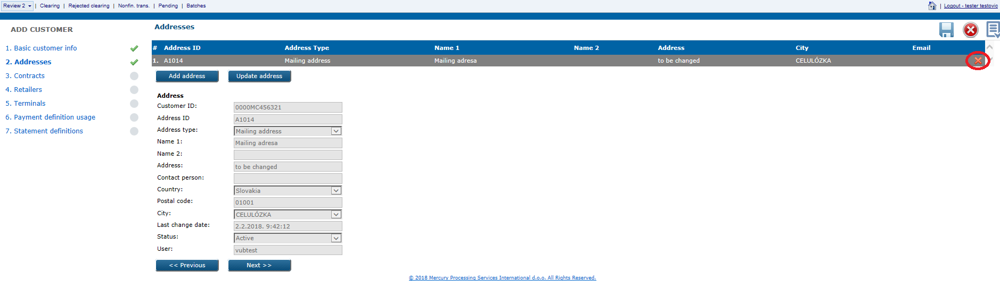 Review 2 | Clearing | Rejected clearing | Nonfin. trans. | Pending | Batches | Logout - tester testovic
ADD CUSTOMER
1. Basic customer info
2. Addresses
3. Contracts
4. Retailers
5. Terminals
6. Payment definition usage
7. Statement definitions
Addresses
# Address ID Address Type Name 1 Name 2 Address City Email
1. A1014 Mailing address Mailing adresa to be changed CELULÓZKA
Add address Update address
Address
Customer ID: 0000MC456321
Address ID A1014
Address type: Mailing address
Name 1: Mailing adresa
Name 2:
Address: to be changed
Contact person:
Country: Slovakia
Postal code: 01001
City: CELULÓZKA
Last change date: 2.2.2018. 9:42:12
Status: Active
User: vubtest
<< Previous Next >>
© 2018 Mercury Processing Services International d.o.o. All Rights Reserved.